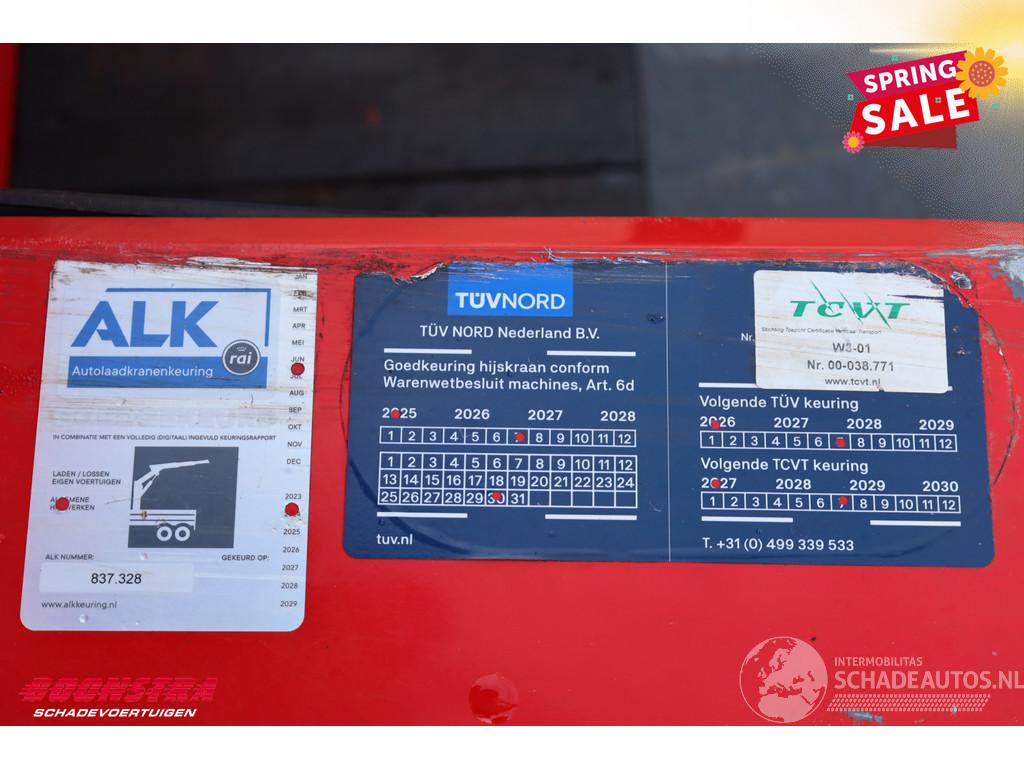 SPRING
SALE
ALK
rai
Autolaadkranenkeuring
JAN
FEB
MRT
APR
MEI
JUN
JUL
AUG
SEP
OKT
NOV
DEC
IN COMBINATIE MET EEN VOLLEDIG (DIGITAAL) INGEVULD KEURINGSRAPPORT
LADEN / LOSSEN
EIGEN VOERTUIGEN
2023
2025
2026
2027
2028
2029
ALK NUMMER:
GEKEURD OP:
837.328
www.alkkeuring.nl
TÜVNORD
TÜV NORD Nederland B.V.
Goedkeuring hijskraan conform
Warenwetbesluit machines, Art. 6d
2025 2026 2027 2028
1 2 3 4 5 6 7 8 9 10 11 12
1 2 3 4 5 6 7 8 9 10 11 12
13 14 15 16 17 18 19 20 21 22 23 24
25 26 27 28 29 30 31
tuv.nl
Nr.
TCVT
Stichting Toezicht Certificatie Verticaal Transport
W3-01
Nr. 00-038.771
www.tcvt.nl
Volgende TÜV keuring
2026 2027 2028 2029
1 2 3 4 5 6 7 8 9 10 11 12
Volgende TCVT keuring
2027 2028 2029 2030
1 2 3 4 5 6 7 8 9 10 11 12
T. +31 (0) 499 339 533
BOONSTRA
SCHADEVOERTUIGEN
INTERMOBILITAS
SCHADEAUTOS.NL